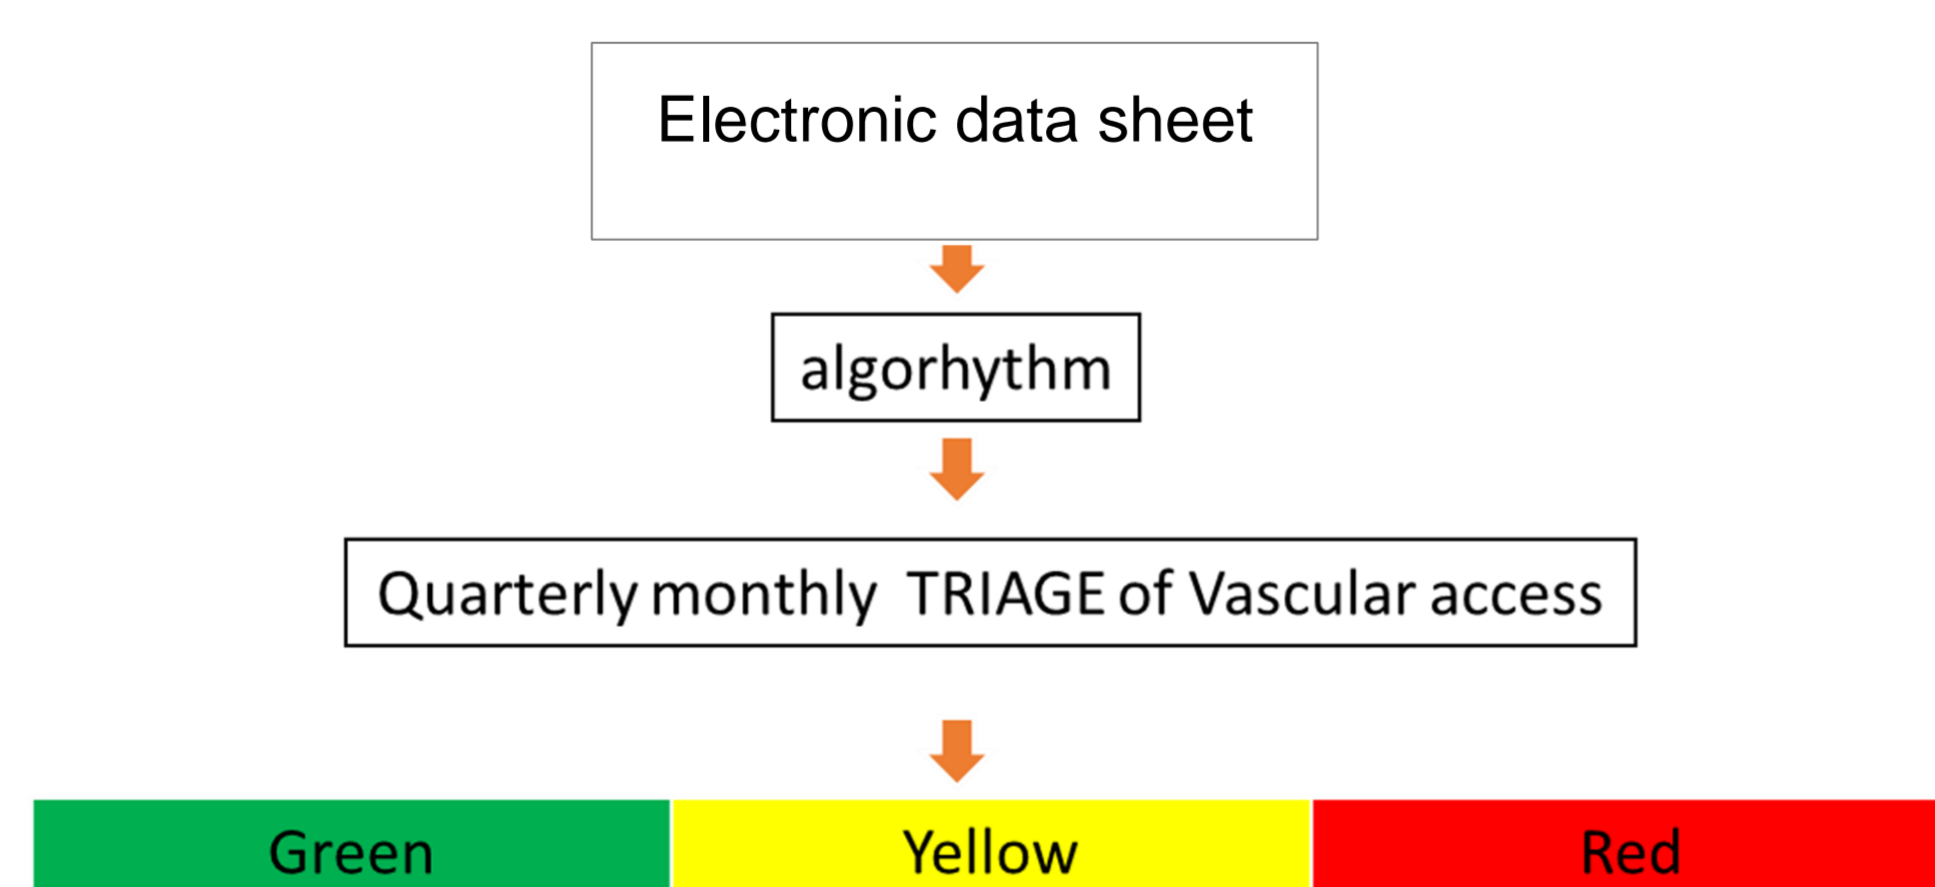 Electronic data sheet
algorhythm
Quarterly monthly TRIAGE of Vascular access
Green
Yellow
Red